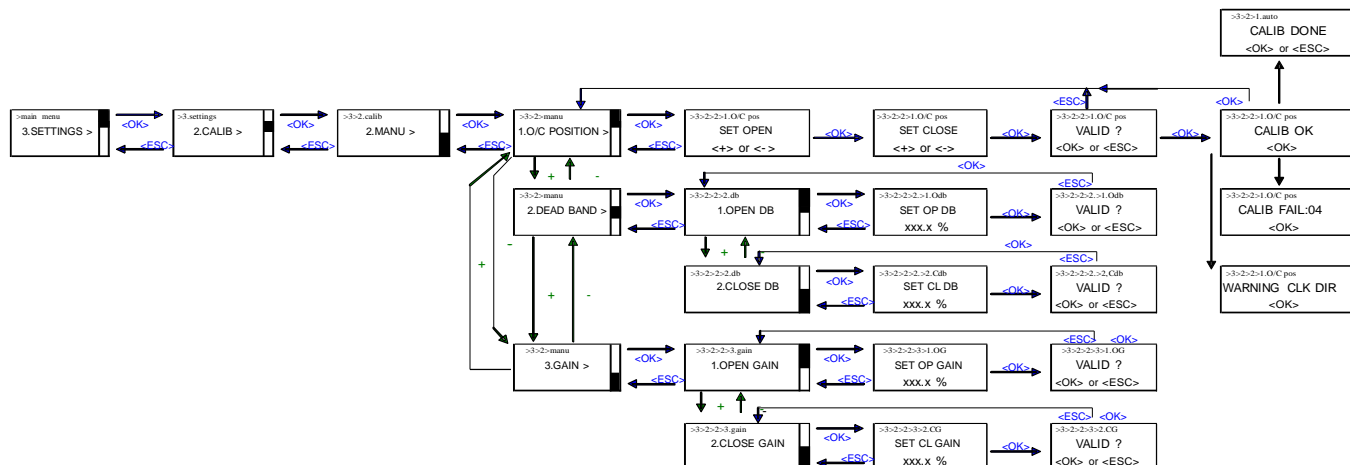 >3>2>1.auto
CALIB DONE
<OK> or <ESC>
>main menu
3.SETTINGS >
<OK>
<ESC>
>3.settings
2.CALIB >
<OK>
<ESC>
>3>2.calib
2.MANU >
<OK>
<ESC>
>3>2>manu
1.O/C POSITION >
<OK>
<ESC>
>3>2>2>1.O/C pos
SET OPEN
<+> or <->
<OK>
>3>2>2>1.O/C pos
SET CLOSE
<+> or <->
<OK>
<ESC>
>3>2>2>1.O/C pos
VALID ?
<OK> or <ESC>
<OK>
<OK>
>3>2>2>1.O/C pos
CALIB OK
<OK>
+ -
<OK>
>3>2>manu
2.DEAD BAND >
<OK>
<ESC>
>3>2>2>2.db
1.OPEN DB
<OK>
<ESC>
>3>2>2>2.>1.Odb
SET OP DB
xxx.x %
<OK>
<ESC>
>3>2>2>2.>1.Odb
VALID ?
<OK> or <ESC>
>3>2>2>1.O/C pos
CALIB FAIL:04
<OK>
-
+
+ -
+ -
<OK>
>3>2>2>2.db
2.CLOSE DB
<OK>
<ESC>
>3>2>2>2.>2.Cdb
SET CL DB
xxx.x %
<OK>
<ESC>
>3>2>2>2.>2,Cdb
VALID ?
<OK> or <ESC>
>3>2>2>1.O/C pos
WARNING CLK DIR
<OK>
>3>2>manu
3.GAIN >
<OK>
<ESC>
>3>2>2>3.gain
1.OPEN GAIN
<OK>
<ESC>
>3>2>2>3>1.OG
SET OP GAIN
xxx.x %
<OK>
<ESC> <OK>
>3>2>2>3>1.OG
VALID ?
<OK> or <ESC>
+ -
>3>2>2>3.gain
2.CLOSE GAIN
<OK>
<ESC>
>3>2>2>3>2.CG
SET CL GAIN
xxx.x %
<OK>
<ESC> <OK>
>3>2>2>3>2.CG
VALID ?
<OK> or <ESC>